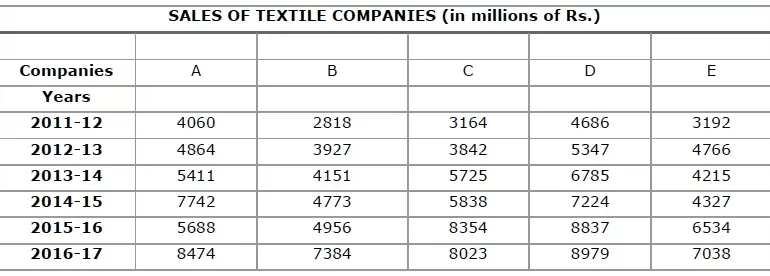 SALES OF TEXTILE COMPANIES (in millions of Rs.)
Companies A B C D E
Years
2011-12 4060 2818 3164 4686 3192
2012-13 4864 3927 3842 5347 4766
2013-14 5411 4151 5725 6785 4215
2014-15 7742 4773 5838 7224 4327
2015-16 5688 4956 8354 8837 6534
2016-17 8474 7384 8023 8979 7038